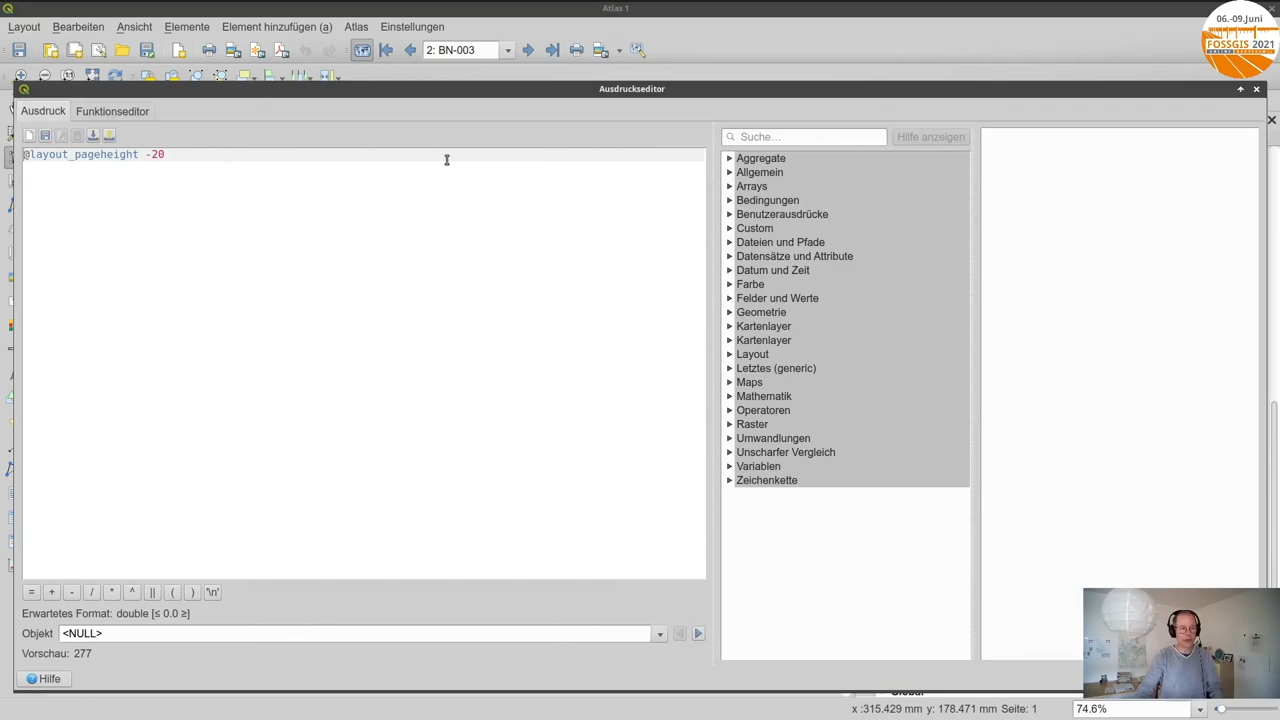 Atlas 1
06.-09.Juni
FOSSGIS 2021
Layout Bearbeiten Ansicht Elemente Element hinzufügen (a) Atlas Einstellungen
2: BN-003
Ausdruckseditor
Ausdruck Funktionseditor
Suche… Hilfe anzeigen
@layout_pageheight -20
Aggregate
Allgemein
Arrays
Bedingungen
Benutzerausdrücke
Custom
Dateien und Pfade
Datensätze und Attribute
Datum und Zeit
Farbe
Felder und Werte
Geometrie
Kartenlayer
Kartenlayer
Layout
Letztes (generic)
Maps
Mathematik
Operatoren
Raster
Umwandlungen
Unscharfer Vergleich
Variablen
Zeichenkette
= + - / * ^ || ( ) '\n'
Erwartetes Format: double [≤ 0.0 ≥]
Objekt <NULL>
Vorschau: 277
Hilfe
x :315.429 mm y: 178.471 mm Seite: 1 74.6%